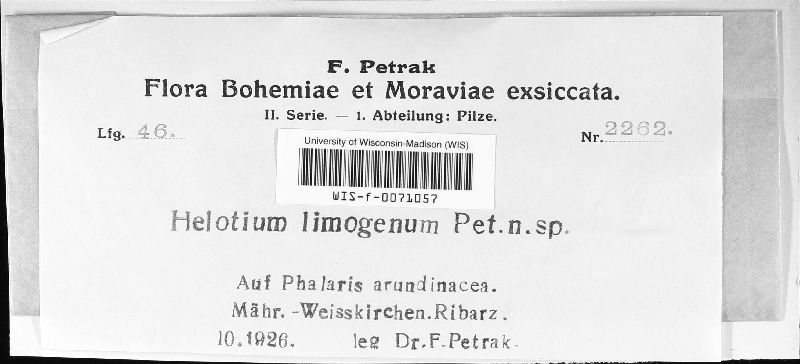 F. Petrak
Flora Bohemiae et Moraviae exsiccata.
II. Serie. — 1. Abteilung: Pilze.
Lfg. 46. Nr. 2262.
University of Wisconsin-Madison (WIS)
WIS-f-0071057
Helotium limogenum Pet.n.sp.
Auf Phalaris arundinacea.
Mähr.-Weisskirchen.Ribarz.
10.1926. leg Dr.F.Petrak.